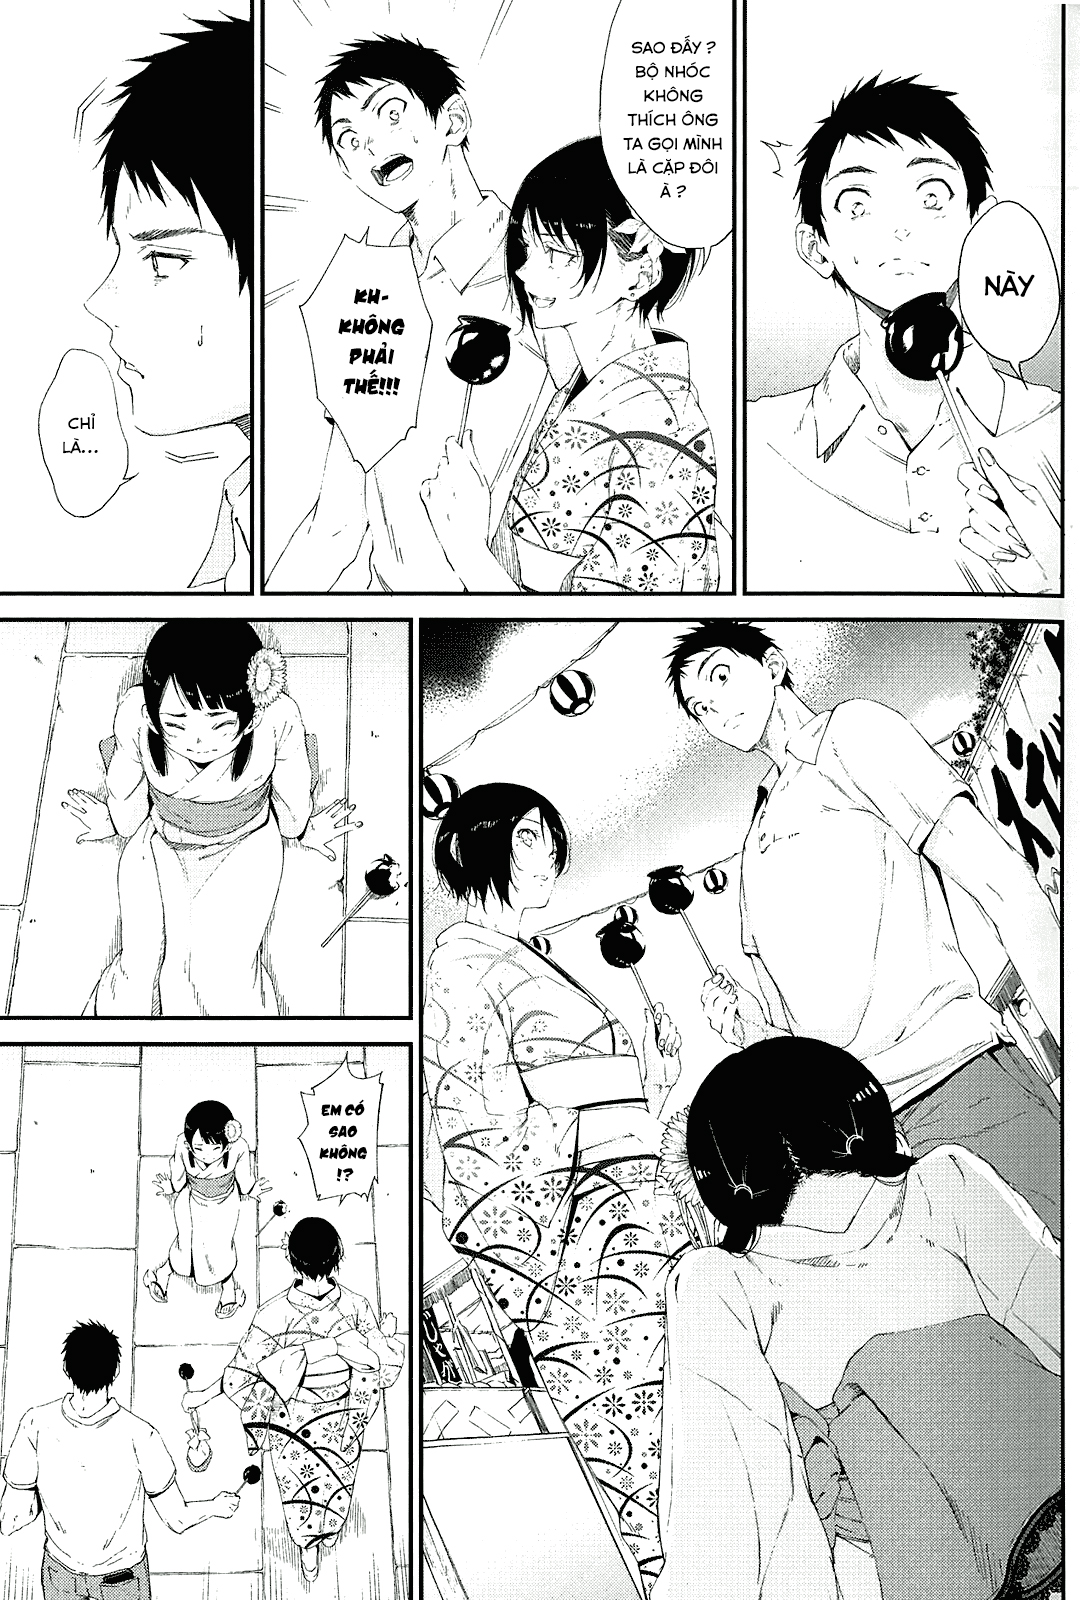 NÀY
SAO ĐẤY ?
BỘ NHÓC
KHÔNG
THÍCH ÔNG
TA GỌI MÌNH
LÀ CẶP ĐÔI
À ?
KH-
KHÔNG
PHẢI
THẾ!!!
CHỈ
LÀ...
EM CÓ
SAO
KHÔNG
!?